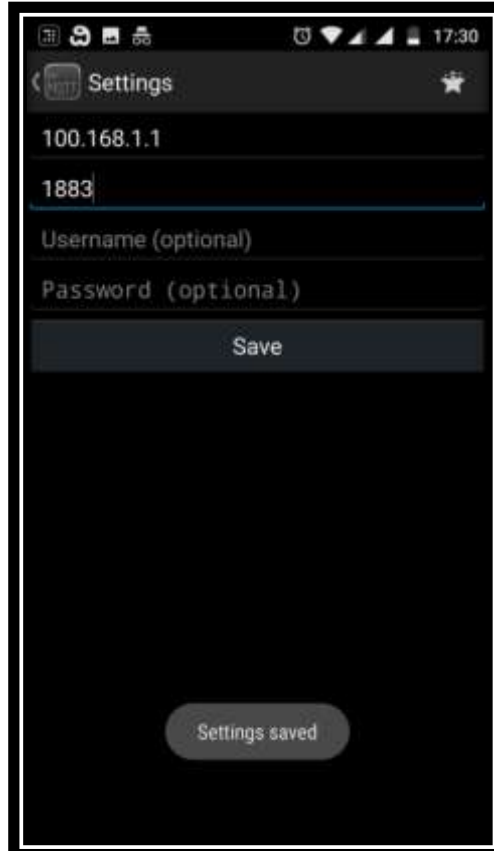 17:30
Settings
100.168.1.1
1883
Username (optional)
Password (optional)
Save
Settings saved